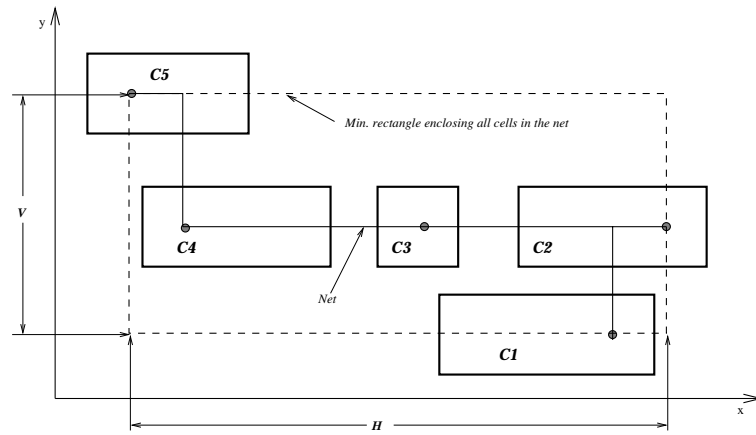 y
C5
Min. rectangle enclosing all cells in the net
V
C4
C3
C2
Net
C1
x
H